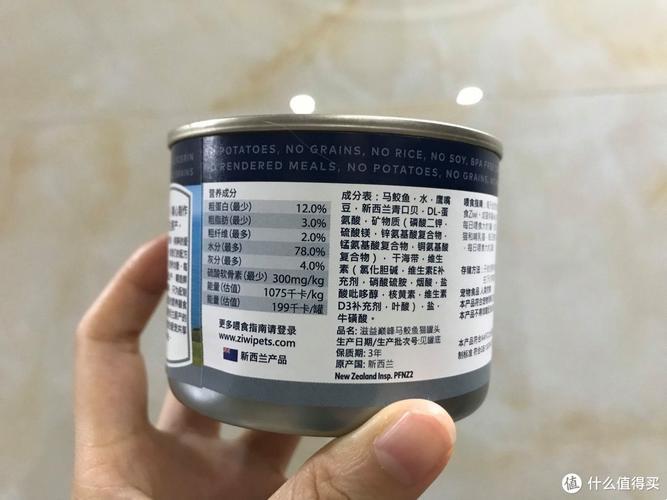 POTATOES, NO GRAINS, NO RICE, NO SOY, BPA FREE
RENDERED MEALS, NO POTATOES, NO GRAINS, NO
营养成分
粗蛋白(最少) 12.0%
粗脂肪(最少) 3.0%
粗纤维(最多) 2.0%
水分(最多) 78.0%
灰分(最多) 4.0%
硫酸软骨素(最少) 300mg/kg
能量(估值) 1075千卡/kg
能量(估值) 199千卡/罐
更多喂食指南请登录
www.ziwipets.com
新西兰产品
成分表：马鲛鱼，水，鹰嘴
豆，新西兰青口贝，DL-蛋
氨酸，矿物质（磷酸二钾，
硫酸镁，锌氨基酸复合物，
锰氨基酸复合物，铜氨基酸
复合物），干海带，维生
素（氯化胆碱，维生素E补
充剂，硝酸硫胺，烟酸，盐
酸吡哆醇，核黄素，维生素
D3补充剂，叶酸），盐，
牛磺酸。
品名：滋益巅峰马鲛鱼猫罐头
生产日期/生产批次号:见罐底
保质期：3年
原产国：新西兰
New Zealand Insp. PFNZ2
喂食指南
存储方法：
值 什么值得买